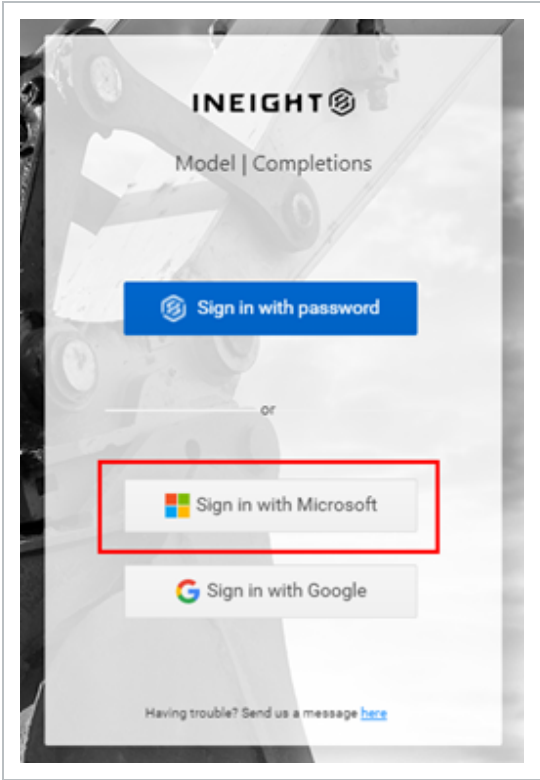 INEIGHT
Model | Completions
Sign in with password
or
Sign in with Microsoft
Sign in with Google
Having trouble? Send us a message here